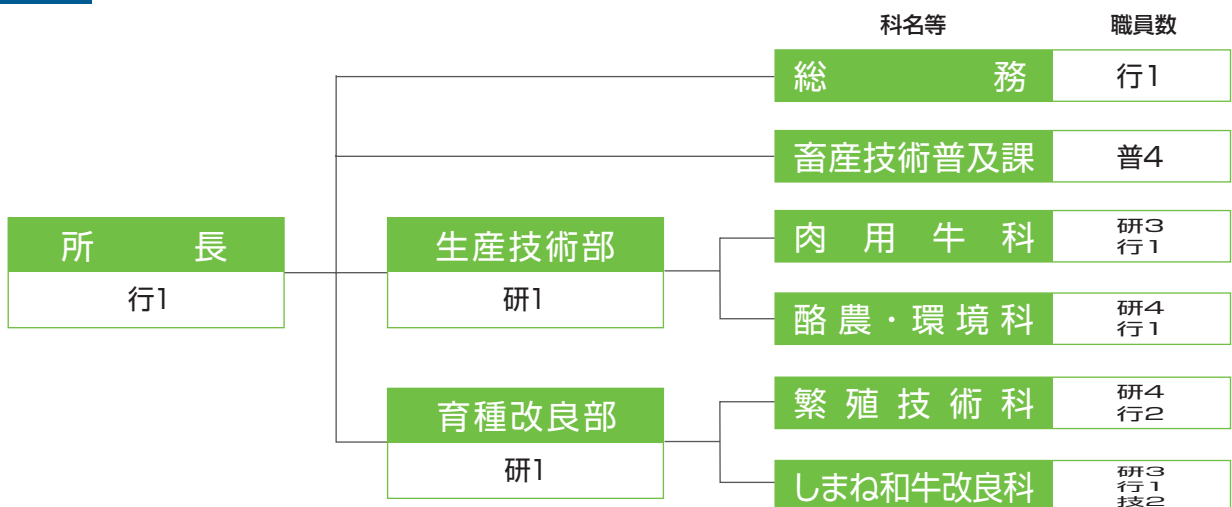 科名等 職員数
総務 行1
畜産技術普及課 普4
所長
行1
生産技術部
研1
肉用牛科 研3
行1
酪農・環境科 研4
行1
育種改良部
研1
繁殖技術科 研4
行2
しまね和牛改良科 研3
行1
技2